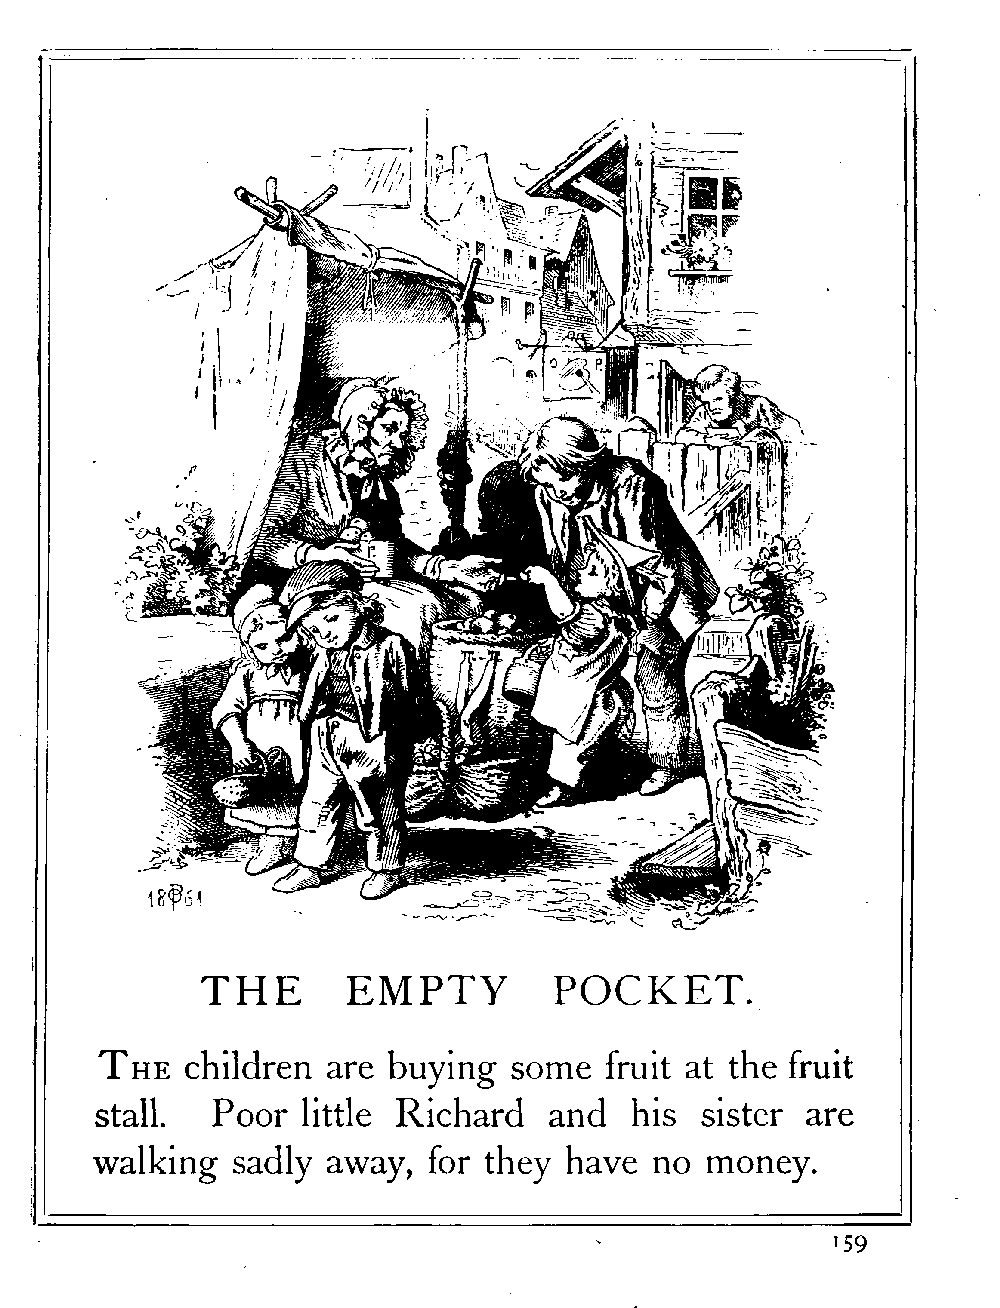 18 61
THE EMPTY POCKET.
THE children are buying some fruit at the fruit
stall. Poor little Richard and his sister are
walking sadly away, for they have no money.
159